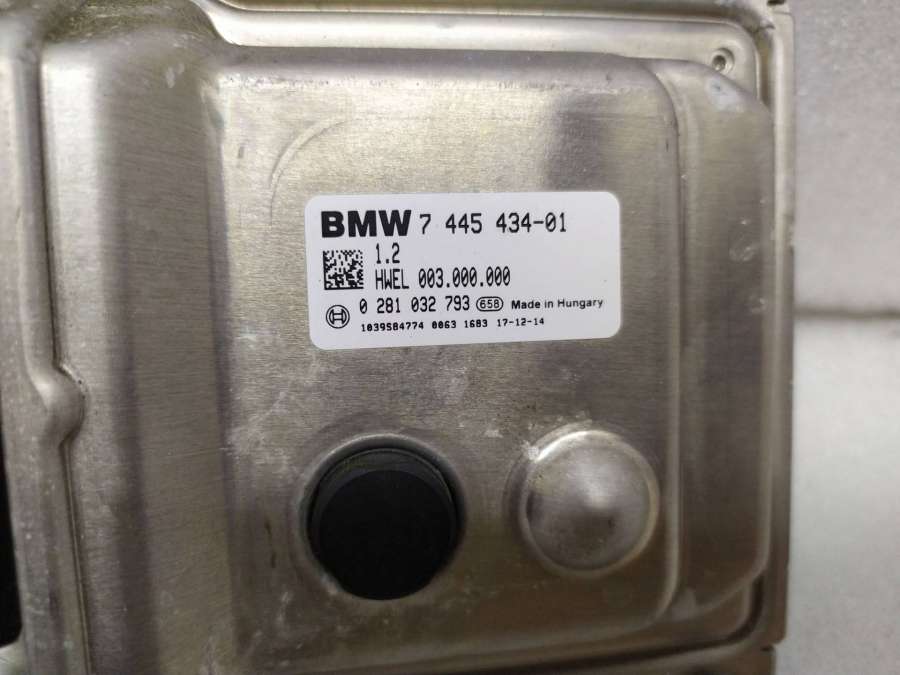 BMW 7 445 434-01
1.2
HWEL 003.000.000
0 281 032 793 658 Made in Hungary
1039S84774 0063 1683 17-12-14